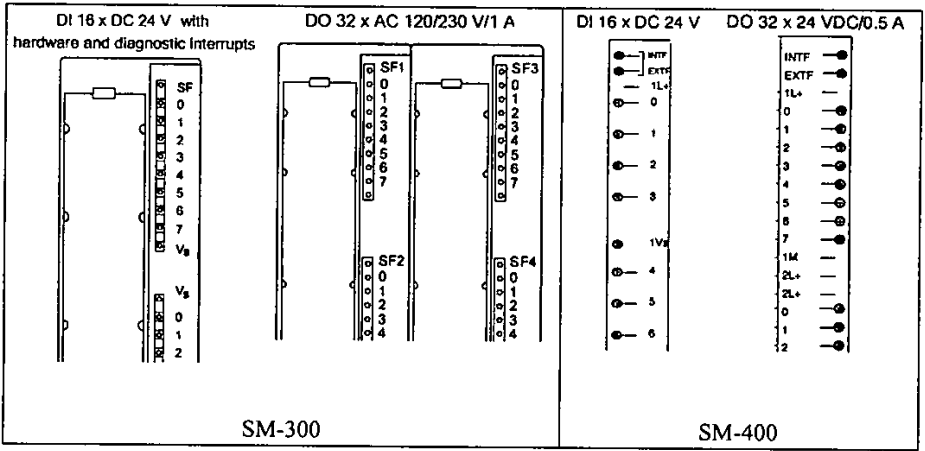 DI 16 x DC 24 V with
hardware and diagnostic Interrupts
SF
0
1
2
3
4
5
6
7
Vs
Vs
0
1
2
DO 32 x AC 120/230 V/1 A
SF1
0
1
2
3
4
5
6
7
SF2
0
1
2
3
4
SF3
0
1
2
3
4
5
6
7
SF4
0
1
2
3
4
SM-300
DI 16 x DC 24 V
INTF
EXTF
1L+
0
1
2
3
1Vs
4
5
6
DO 32 x 24 VDC/0.5 A
INTF
EXTF
1L+
0
1
2
3
4
5
6
7
1M
2L+
2L+
0
1
2
SM-400